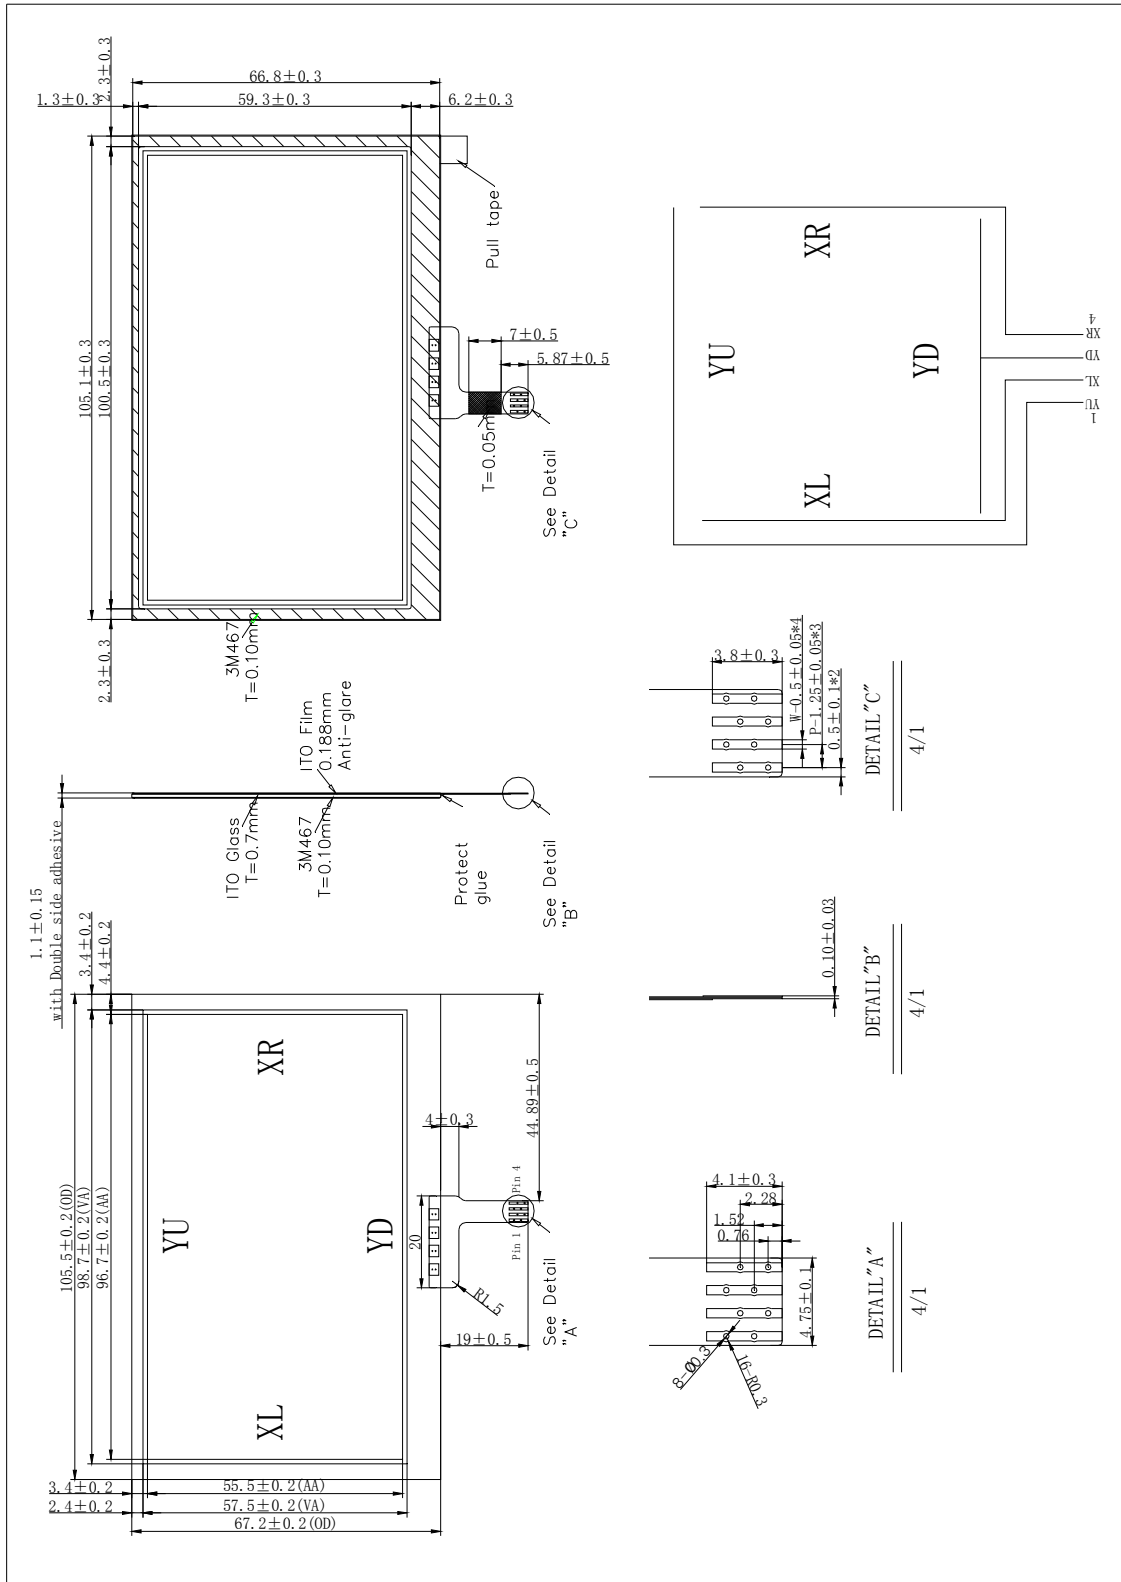 66.8±0.3
59.3±0.3
6.2±0.3
1.3±0.3
2.3±0.3
105.1±0.3
100.5±0.3
2.3±0.3
Pull tape
7±0.5
5.87±0.5
T=0.05mm
See Detail
"C"
3M467
T=0.10mm
YU
XR
YD
XL
XR
4
YD
XL
YU
1
1.1±0.15
with Double side adhesive
ITO Film
0.188mm
Anti-glare
ITO Glass
T=0.7mm
3M467
T=0.10mm
Protect
glue
See Detail
"B"
3.8±0.3
W-0.5±0.05*4
P-1.25±0.05*3
0.5±0.1*2
DETAIL"C"
4/1
3.4±0.2
4.4±0.2
105.5±0.2(OD)
98.7±0.2(VA)
96.7±0.2(AA)
YU
XR
YD
XL
44.89±0.5
4±0.3
20
R1.5
Pin 1
Pin 4
19±0.5
See Detail
"A"
3.4±0.2
55.5±0.2(AA)
2.4±0.2
57.5±0.2(VA)
67.2±0.2(OD)
0.10±0.03
DETAIL"B"
4/1
4.1±0.3
2.28
1.52
0.76
4.75±0.1
8-Ø0.3
16-R0.3
DETAIL"A"
4/1